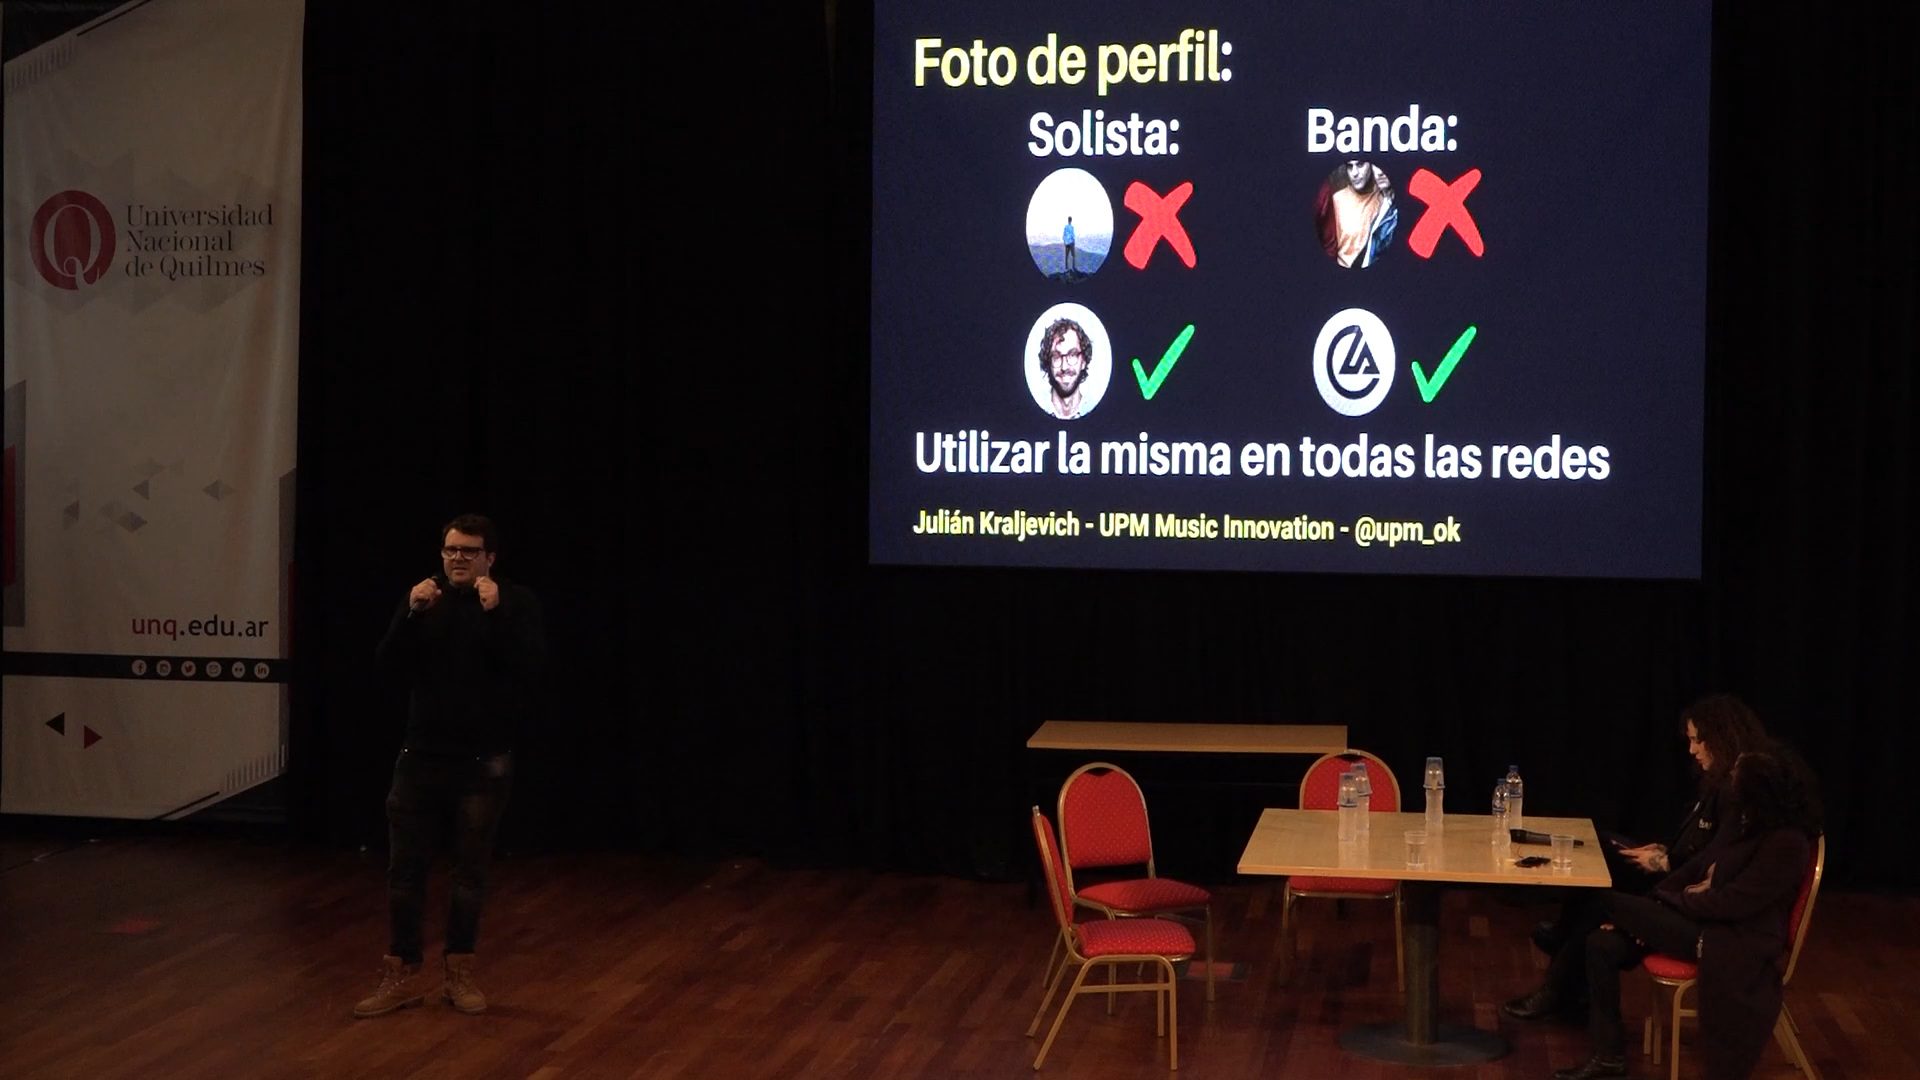 Universidad
Nacional
de Quilmes
unq.edu.ar
Foto de perfil:
Solista:
Banda:
Utilizar la misma en todas las redes
Julián Kraljevich - UPM Music Innovation - @upm_ok